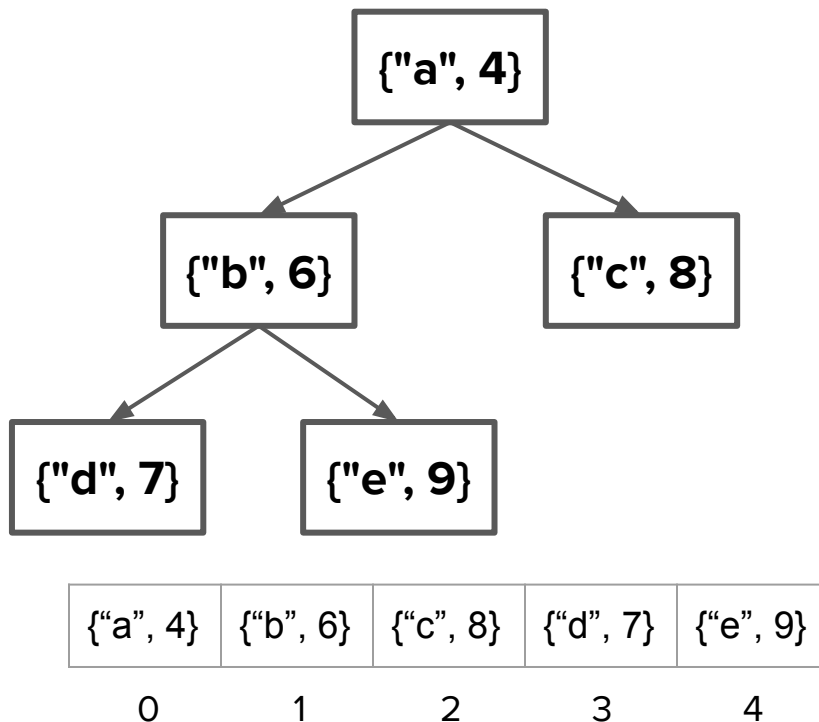 {"a", 4}
{"b", 6} {"c", 8}
{"d", 7} {"e", 9}
{“a”, 4} {“b”, 6} {“c”, 8} {“d”, 7} {“e”, 9}
0 1 2 3 4